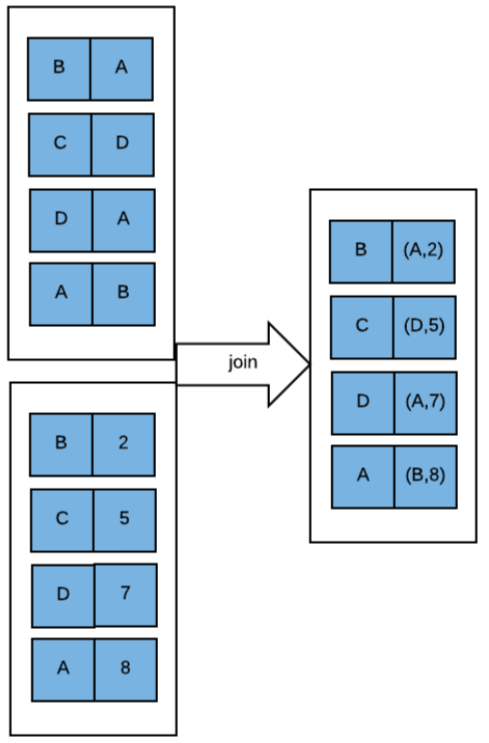 B A
C D
D A
A B
join
B 2
C 5
D 7
A 8
B (A,2)
C (D,5)
D (A,7)
A (B,8)